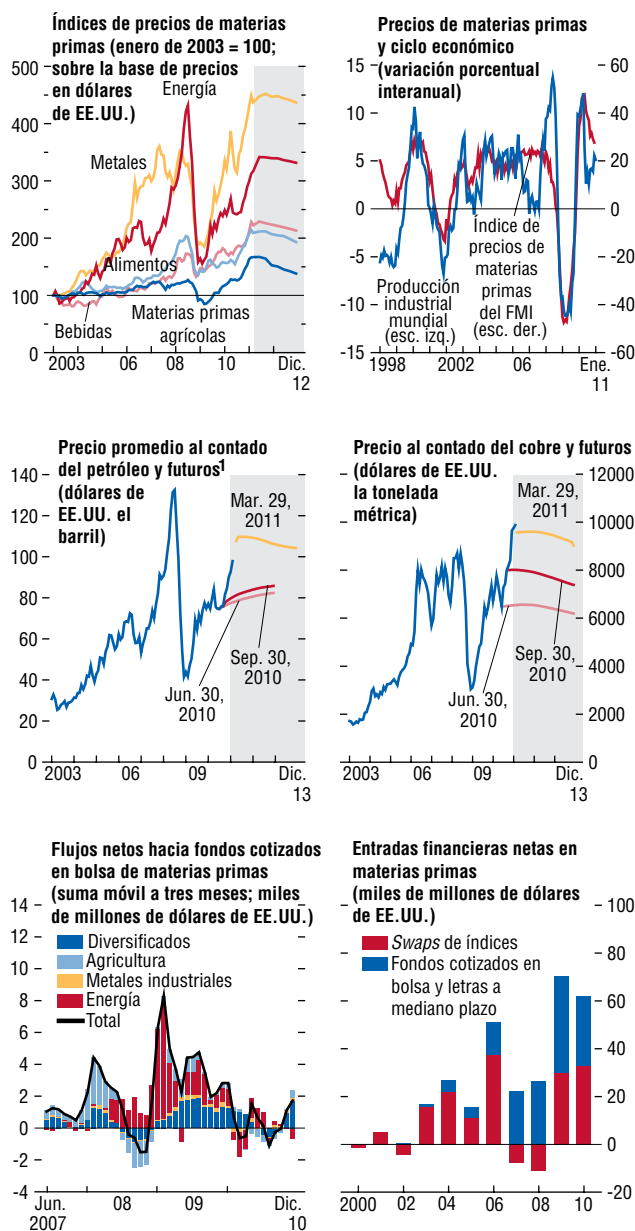 Índices de precios de materias
primas (enero de 2003 = 100;
sobre la base de precios
en dólares
de EE.UU.)
500
400
300
200
100
0
Energía
Metales
Alimentos
Bebidas
Materias primas
agrícolas
2003
06
08
10
Dic.
12
Precios de materias primas
y ciclo económico
(variación porcentual
interanual)
15
10
5
0
-5
-10
-15
60
40
20
0
-20
-40
-60
Producción
industrial
mundial
(esc. izq.)
Índice de
precios de
materias
primas
del FMI
(esc. der.)
1998
2002
06
Ene.
11
Precio promedio al contado
del petróleo y futuros1
(dólares de
EE.UU. el
barril)
140
120
100
80
60
40
20
0
Mar. 29,
2011
Sep. 30,
2010
Jun. 30,
2010
2003
06
09
Dic.
13
Precio al contado del cobre y futuros
(dólares de EE.UU.
la tonelada
métrica)
12000
10000
8000
6000
4000
2000
0
Mar. 29,
2011
Sep. 30,
2010
Jun. 30,
2010
2003
06
09
Dic.
13
Flujos netos hacia fondos cotizados
en bolsa de materias primas
(suma móvil a tres meses; miles
de millones de dólares de EE.UU.)
14
12
10
8
6
4
2
0
-2
-4
Diversificados
Agricultura
Metales industriales
Energía
Total
Jun.
2007
08
09
Dic.
10
Entradas financieras netas en
materias primas
(miles de millones de dólares
de EE.UU.)
100
80
60
40
20
0
-20
Swaps de índices
Fondos cotizados en
bolsa y letras a
mediano plazo
2000
02
04
06
08
10